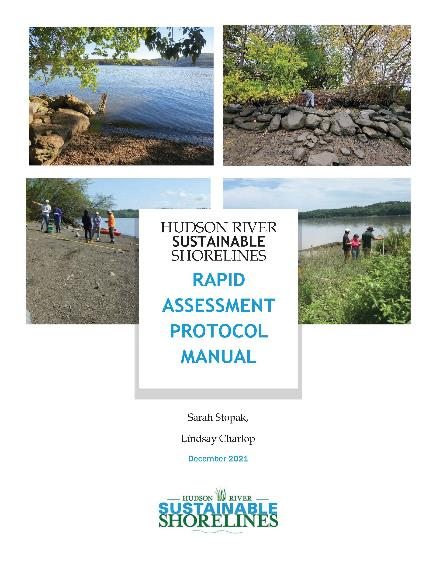 HUDSON RIVER
SUSTAINABLE
SHORELINES
RAPID
ASSESSMENT
PROTOCOL
MANUAL
Sarah Stopak,
Lindsay Charlop
December 2021
HUDSON RIVER
SUSTAINABLE
SHORELINES